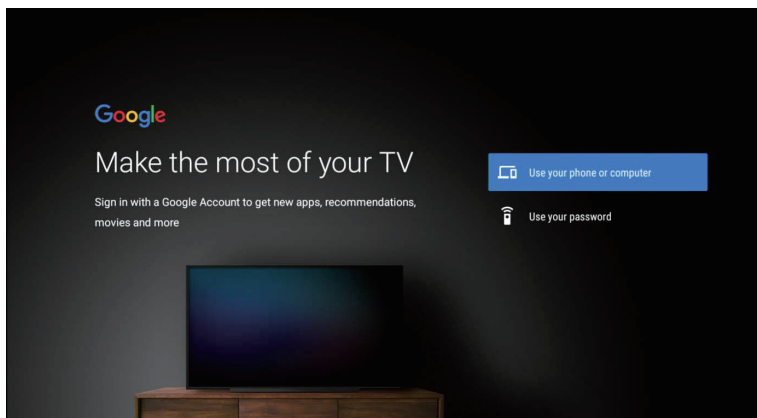 Google
Make the most of your TV
Sign in with a Google Account to get new apps, recommendations,
movies and more
Use your phone or computer
Use your password